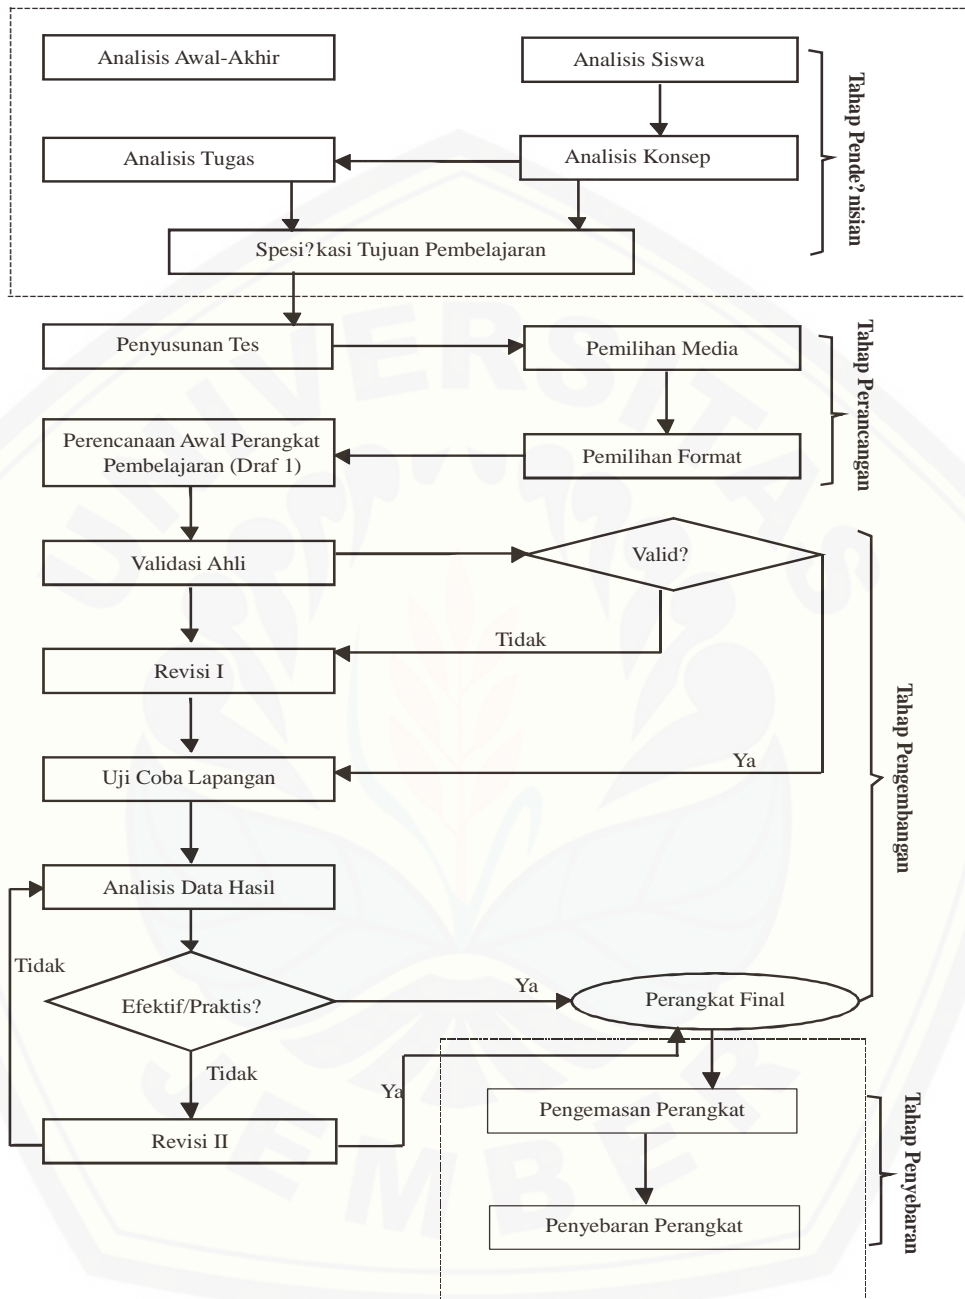 Analisis Awal-Akhir
Analisis Siswa
Analisis Tugas
Analisis Konsep
Spesi?kasi Tujuan Pembelajaran
Tahap Pende?nisian
Penyusunan Tes
Pemilihan Media
Perencanaan Awal Perangkat
Pembelajaran (Draf 1)
Pemilihan Format
Tahap Perancangan
Validasi Ahli
Valid?
Tidak
Revisi I
Ya
Uji Coba Lapangan
Analisis Data Hasil
Tidak
Efektif/Praktis?
Ya
Perangkat Final
Tahap Pengembangan
Tidak
Ya
Revisi II
Pengemasan Perangkat
Penyebaran Perangkat
Tahap Penyebaran
UNIVERSITAS
JEMBER